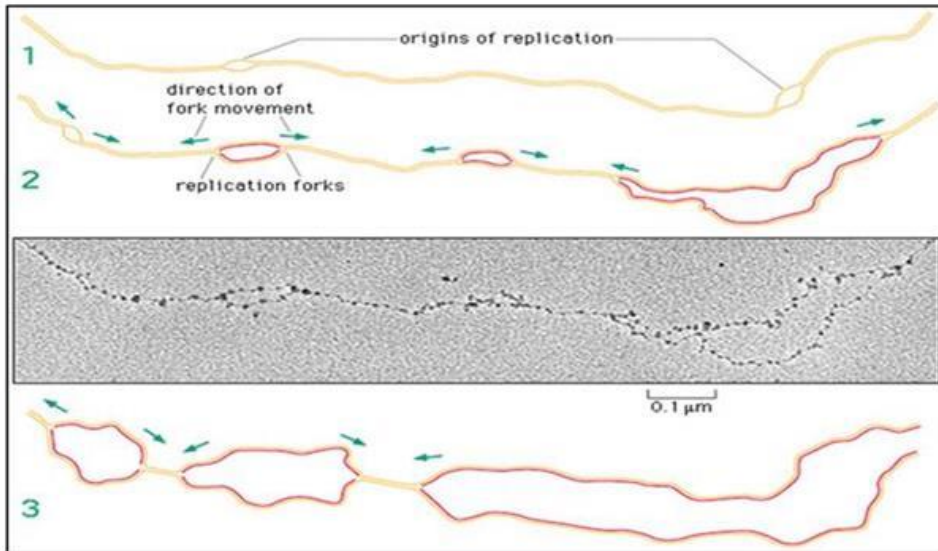 1
origins of replication
direction of
fork movement
2
replication forks
0.1 μm
3